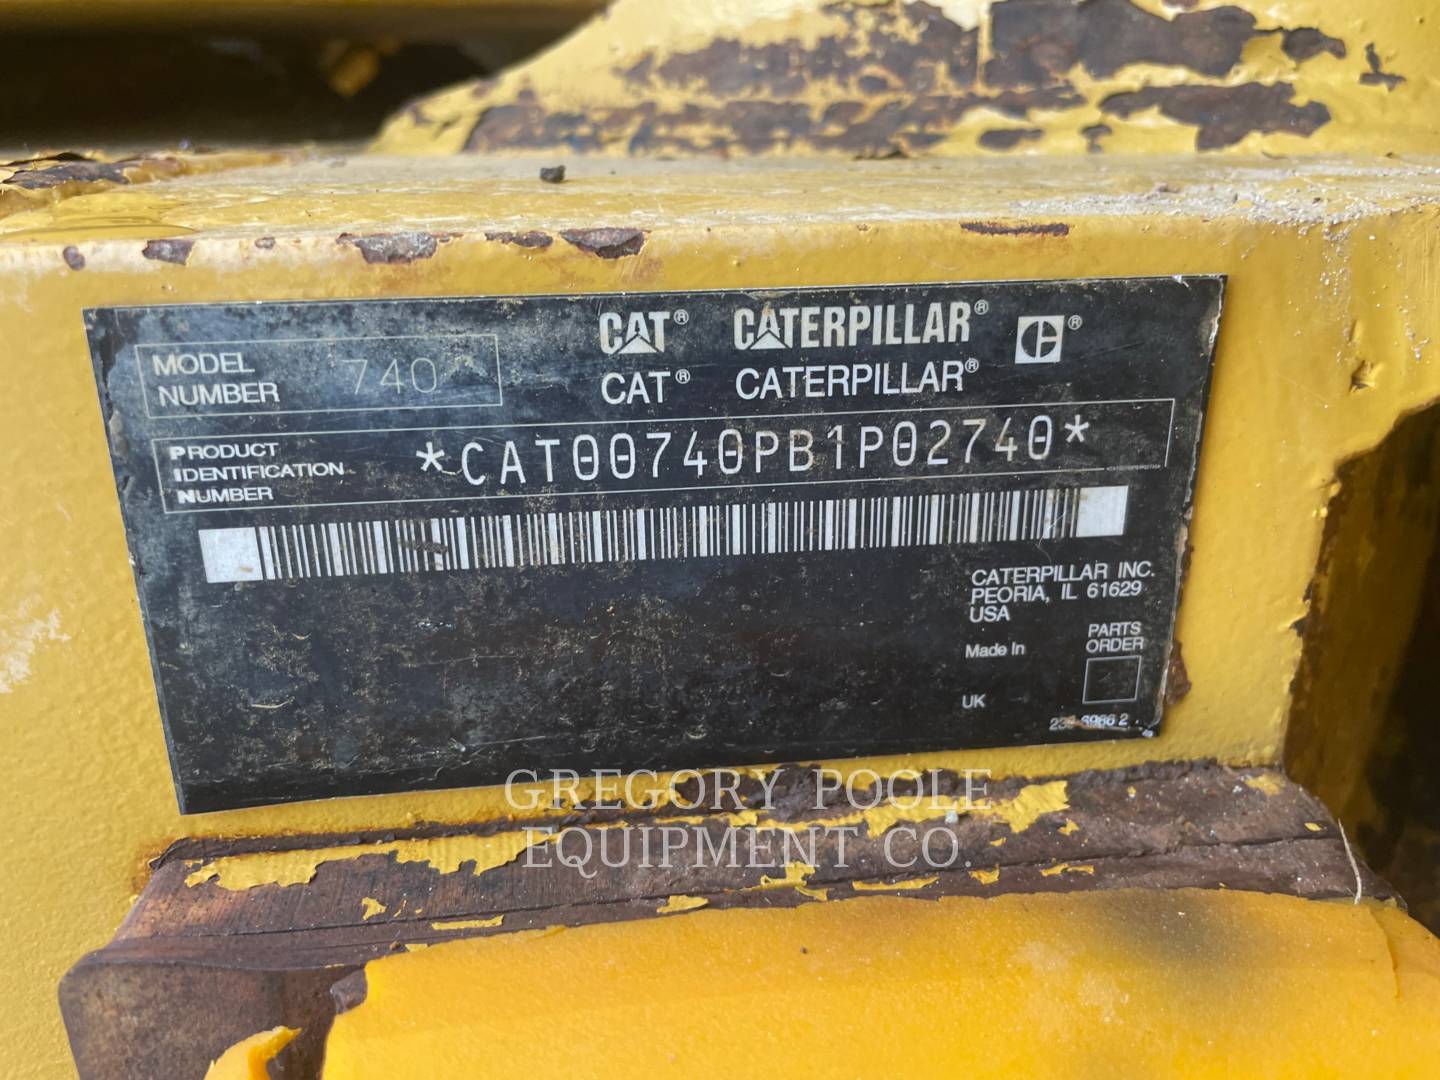 MODEL
NUMBER
740
CAT® CATERPILLAR® ®
CAT® CATERPILLAR®
PRODUCT
IDENTIFICATION
NUMBER
*CAT00740PB1P02740*
CATERPILLAR INC.
PEORIA, IL 61629
USA
Made In
UK
PARTS
ORDER
GREGORY POOLE
EQUIPMENT CO.